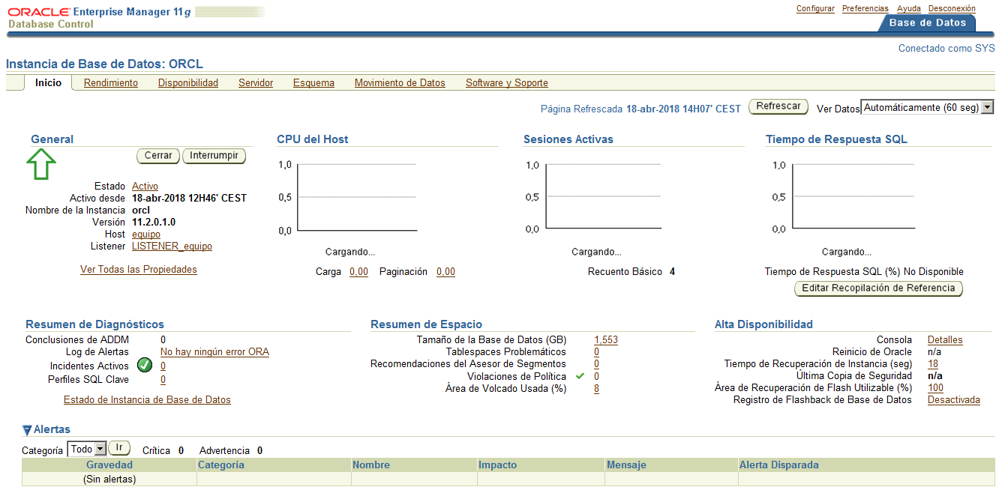 ORACLE Enterprise Manager 11g
Database Control
Configurar Preferencias Ayuda Desconexión
Base de Datos
Conectado como SYS
Instancia de Base de Datos: ORCL
Inicio Rendimiento Disponibilidad Servidor Esquema Movimiento de Datos Software y Soporte
Página Refrescada 18-abr-2018 14H07' CEST Refrescar Ver Datos Automáticamente (60 seg)
General
Cerrar Interrumpir
Estado Activo
Activo desde 18-abr-2018 12H46' CEST
Nombre de la Instancia orcl
Versión 11.2.0.1.0
Host equipo
Listener LISTENER_equipo
Ver Todas las Propiedades
CPU del Host
1,0
0,5
0,0
Cargando...
Carga 0,00 Paginación 0,00
Sesiones Activas
1,0
0,5
0,0
Cargando...
Recuento Básico 4
Tiempo de Respuesta SQL
1,0
0,5
0,0
Cargando...
Tiempo de Respuesta SQL (%) No Disponible
Editar Recopilación de Referencia
Resumen de Diagnósticos
Conclusiones de ADDM 0
Log de Alertas No hay ningún error ORA
Incidentes Activos 0
Perfiles SQL Clave 0
Estado de Instancia de Base de Datos
Resumen de Espacio
Tamaño de la Base de Datos (GB) 1,553
Tablespaces Problemáticos 0
Recomendaciones del Asesor de Segmentos 0
Violaciones de Política 0
Área de Volcado Usada (%) 8
Alta Disponibilidad
Consola Detalles
Reinicio de Oracle n/a
Tiempo de Recuperación de Instancia (seg) 18
Última Copia de Seguridad n/a
Área de Recuperación de Flash Utilizable (%) 100
Registro de Flashback de Base de Datos Desactivada
Alertas
Categoría Todo Ir Crítica 0 Advertencia 0
Gravedad Categoría Nombre Impacto Mensaje Alerta Disparada
(Sin alertas)